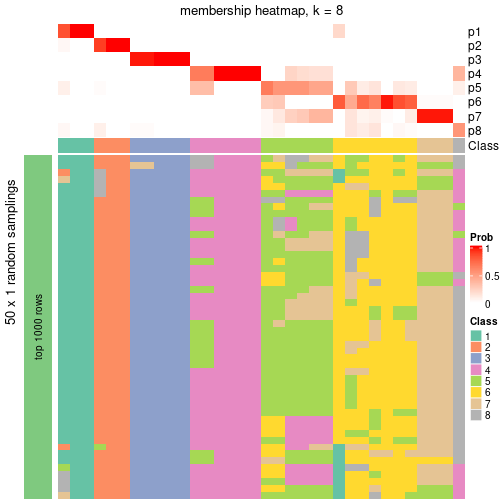 membership heatmap, k = 8
p1
p2
p3
p4
p5
p6
p7
p8
Class
50 x 1 random samplings
top 1000 rows
Prob
1
0.5
0
Class
1
2
3
4
5
6
7
8